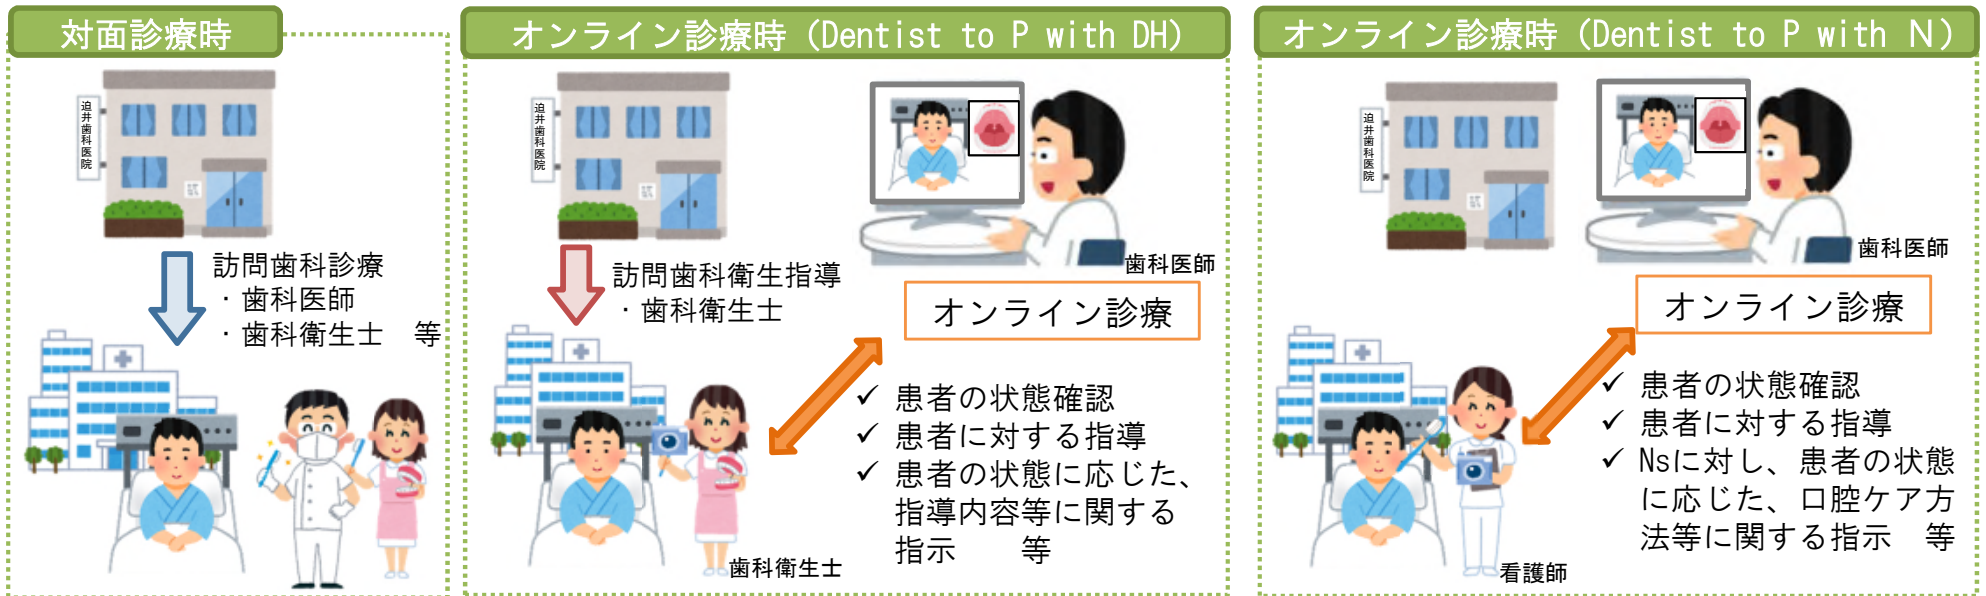 対面診療時
迫井歯科医院
訪問歯科診療
・歯科医師
・歯科衛生士　等
オンライン診療時（Dentist to P with DH）
迫井歯科医院
歯科医師
訪問歯科衛生指導
・歯科衛生士
オンライン診療
✓ 患者の状態確認
✓ 患者に対する指導
✓ 患者の状態に応じた、
指導内容等に関する
指示　　等
歯科衛生士
オンライン診療時（Dentist to P with N）
迫井歯科医院
歯科医師
オンライン診療
✓ 患者の状態確認
✓ 患者に対する指導
✓ Nsに対し、患者の状態
に応じた、口腔ケア方
法等に関する指示　等
看護師